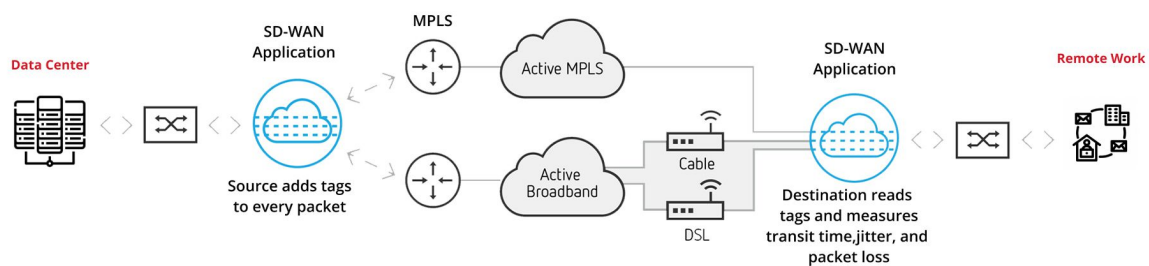 Data Center
SD-WAN
Application
Source adds tags
to every packet
MPLS
Active MPLS
Active
Broadband
Cable
DSL
SD-WAN
Application
Destination reads
tags and measures
transit time,jitter, and
packet loss
Remote Work